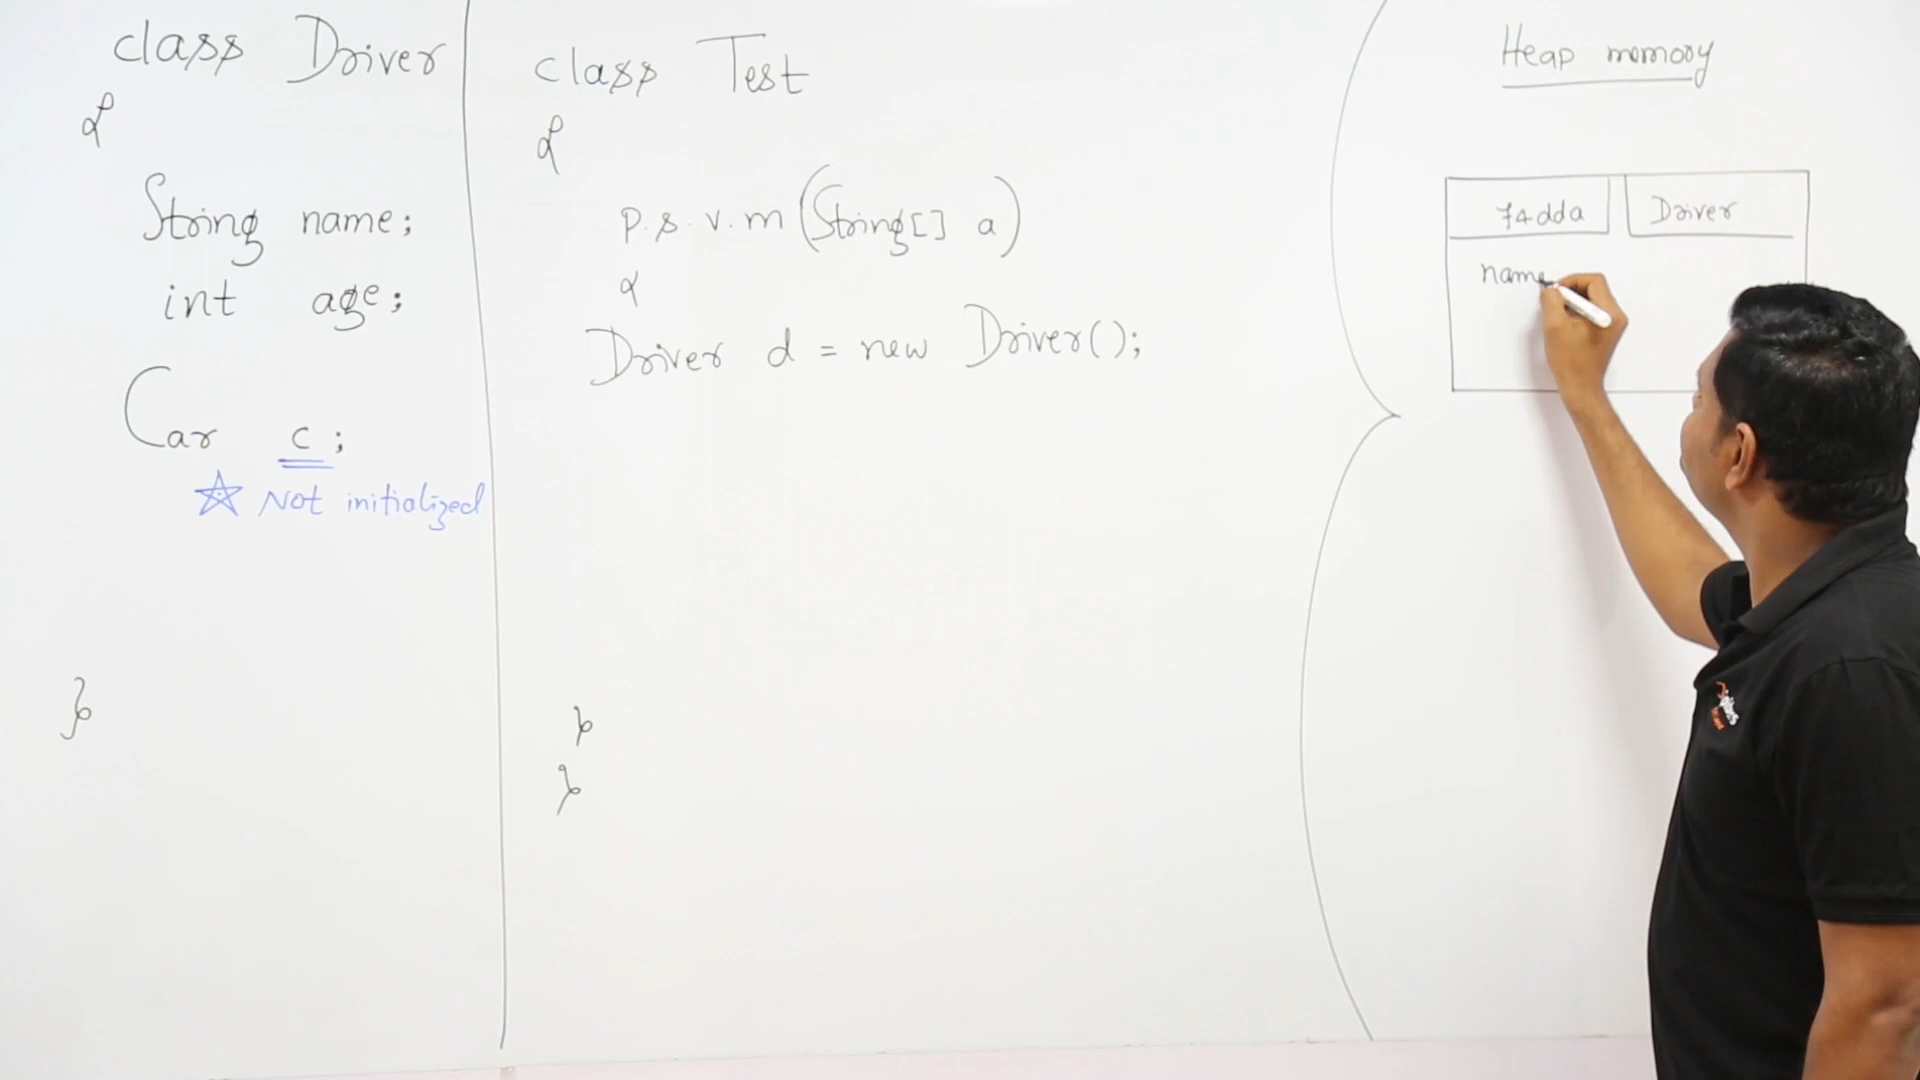 class Driver
{
String name;
int age;
Car c;
☆ Not initialized
}
class Test
{
p.s.v.m (String[] a)
{
Driver d = new Driver();
}
}
Heap memory
74dda Driver
name